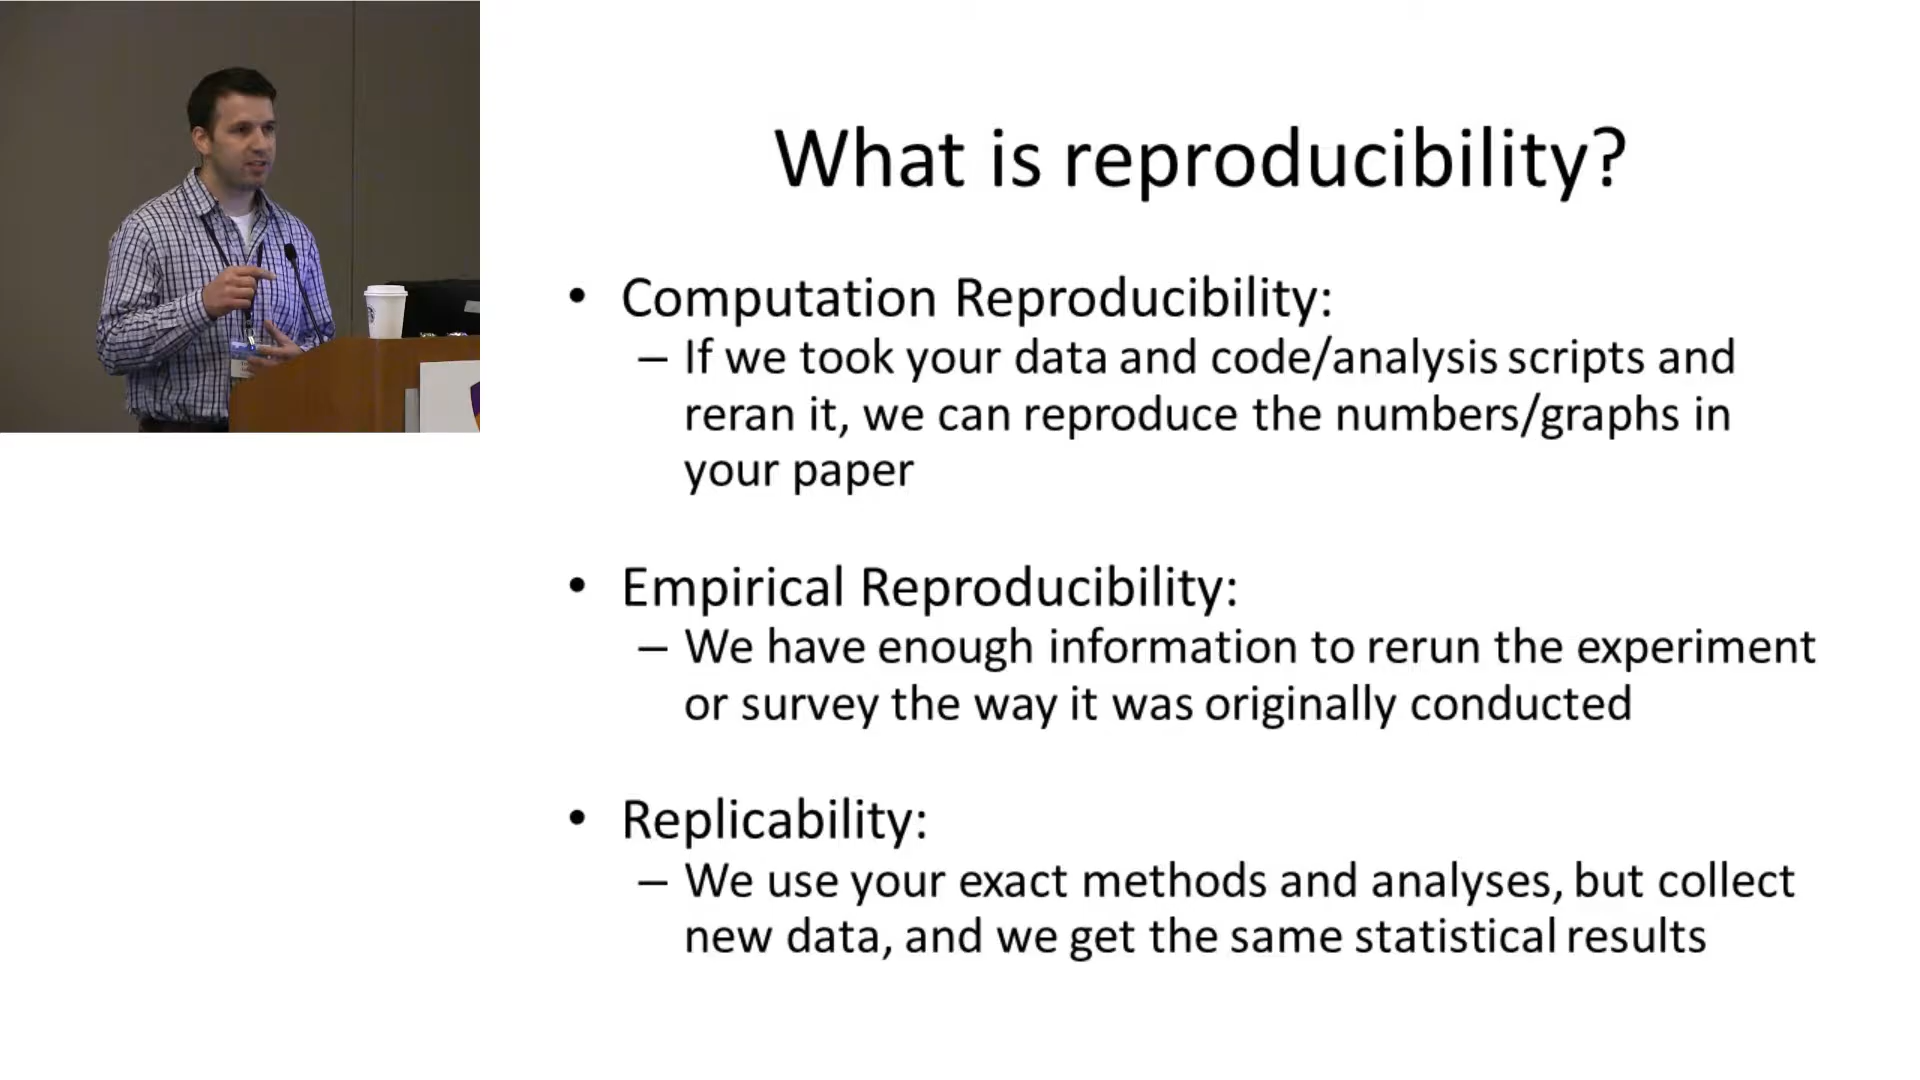 What is reproducibility?
• Computation Reproducibility:
– If we took your data and code/analysis scripts and
reran it, we can reproduce the numbers/graphs in
your paper
• Empirical Reproducibility:
– We have enough information to rerun the experiment
or survey the way it was originally conducted
• Replicability:
– We use your exact methods and analyses, but collect
new data, and we get the same statistical results